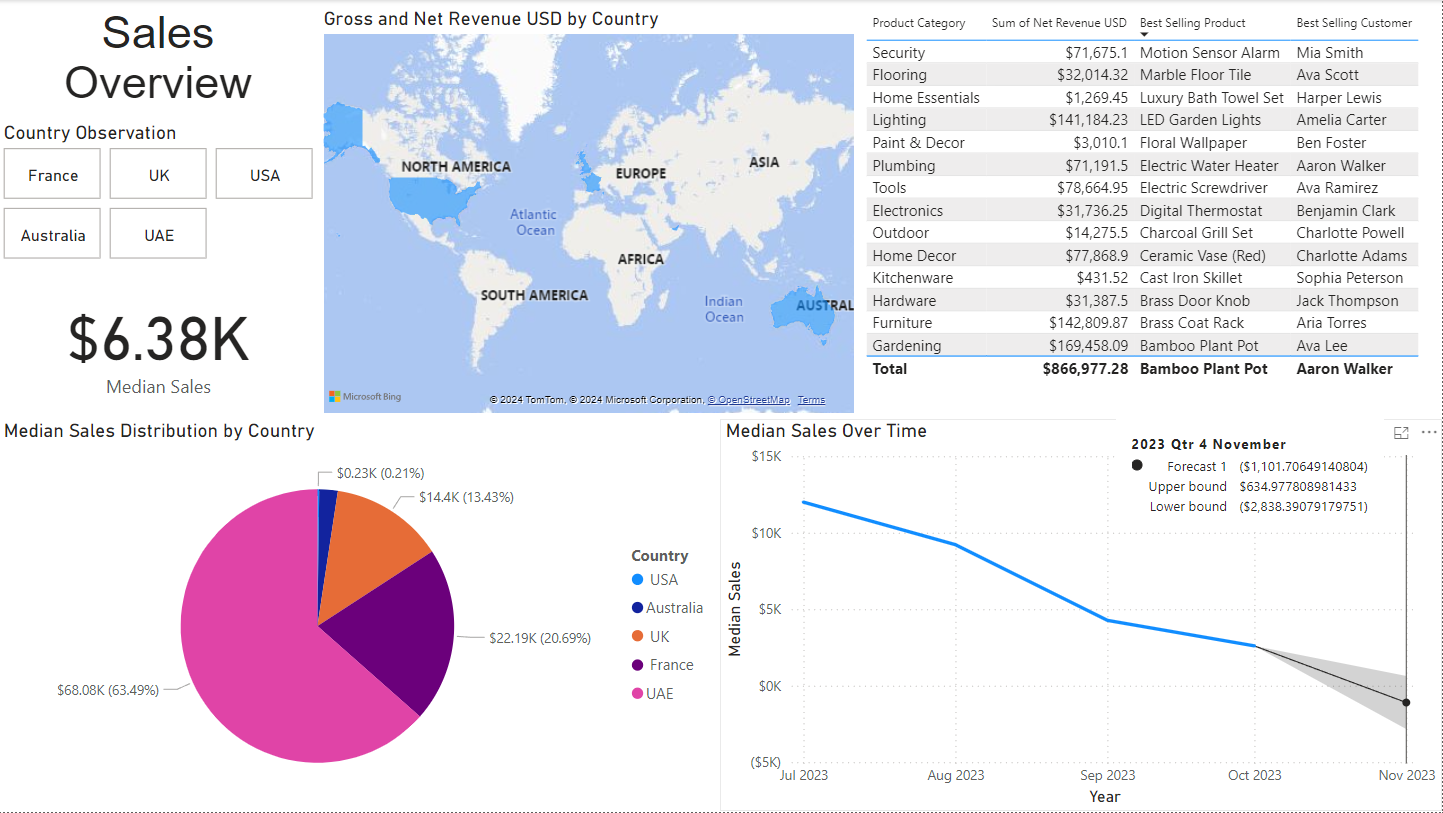 Sales
Overview
Country Observation
France UK USA
Australia UAE
$6.38K
Median Sales
Gross and Net Revenue USD by Country
NORTH AMERICA
EUROPE
ASIA
Atlantic
Ocean
AFRICA
SOUTH AMERICA
Indian
Ocean
AUSTRAL
Microsoft Bing
© 2024 TomTom, © 2024 Microsoft Corporation, © OpenStreetMap Terms
Product Category Sum of Net Revenue USD Best Selling Product Best Selling Customer
Security $71,675.1 Motion Sensor Alarm Mia Smith
Flooring $32,014.32 Marble Floor Tile Ava Scott
Home Essentials $1,269.45 Luxury Bath Towel Set Harper Lewis
Lighting $141,184.23 LED Garden Lights Amelia Carter
Paint & Decor $3,010.1 Floral Wallpaper Ben Foster
Plumbing $71,191.5 Electric Water Heater Aaron Walker
Tools $78,664.95 Electric Screwdriver Ava Ramirez
Electronics $31,736.25 Digital Thermostat Benjamin Clark
Outdoor $14,275.5 Charcoal Grill Set Charlotte Powell
Home Decor $77,868.9 Ceramic Vase (Red) Charlotte Adams
Kitchenware $431.52 Cast Iron Skillet Sophia Peterson
Hardware $31,387.5 Brass Door Knob Jack Thompson
Furniture $142,809.87 Brass Coat Rack Aria Torres
Gardening $169,458.09 Bamboo Plant Pot Ava Lee
Total $866,977.28 Bamboo Plant Pot Aaron Walker
Median Sales Distribution by Country
$0.23K (0.21%)
$14.4K (13.43%)
$22.19K (20.69%)
$68.08K (63.49%)
Country
USA
Australia
UK
France
UAE
Median Sales Over Time
2023 Qtr 4 November
Forecast 1 ($1,101.70649140804)
Upper bound $634.977808981433
Lower bound ($2,838.39079179751)
$15K
$10K
$5K
$0K
($5K)
Median Sales
Jul 2023 Aug 2023 Sep 2023 Oct 2023 Nov 2023
Year